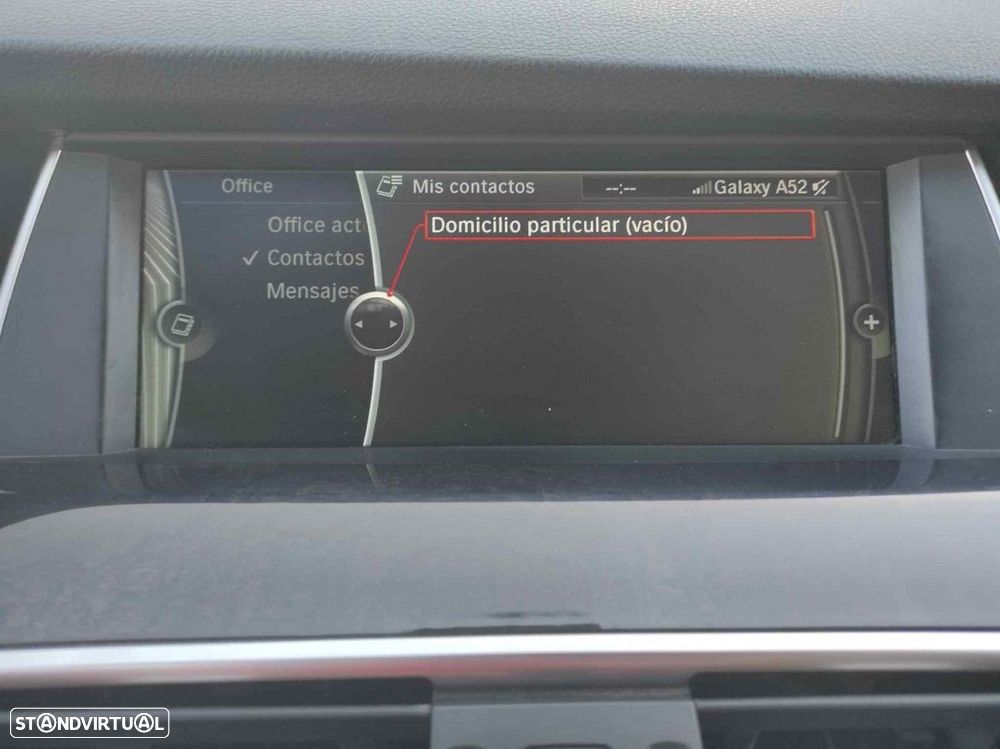 Office
Mis contactos
--:--
Galaxy A52
Office act
Domicilio particular (vacío)
✓ Contactos
Mensajes
STANDVIRTUAL